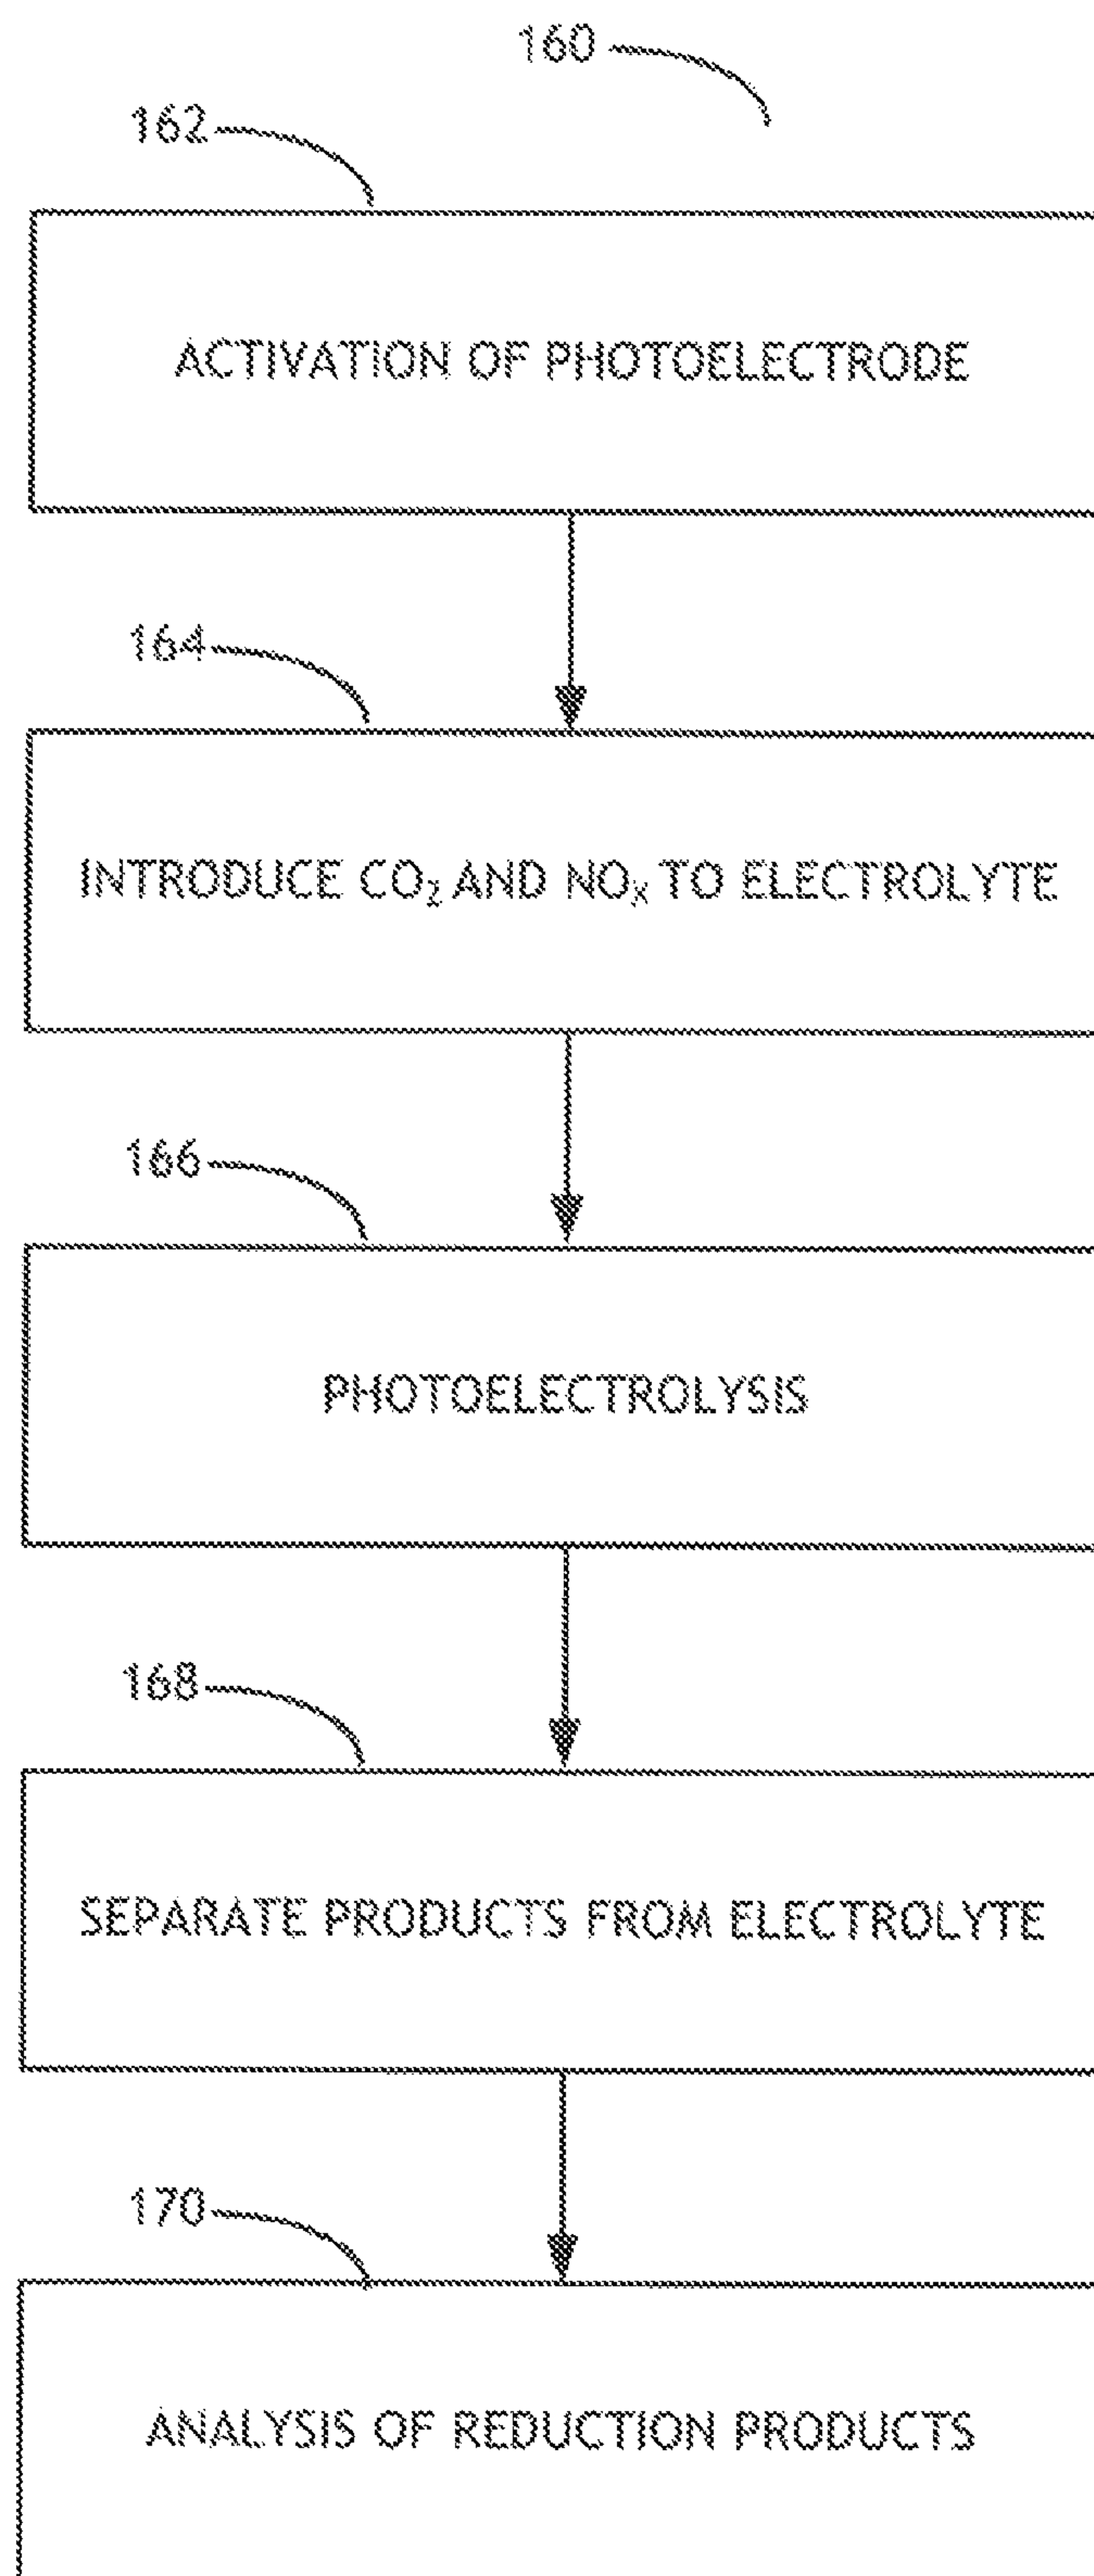 160
162
ACTIVATION OF PHOTOELECTRODE
164
INTRODUCE CO₂ AND NOₓ TO ELECTROLYTE
166
PHOTOELECTROLYSIS
168
SEPARATE PRODUCTS FROM ELECTROLYTE
170
ANALYSIS OF REDUCTION PRODUCTS